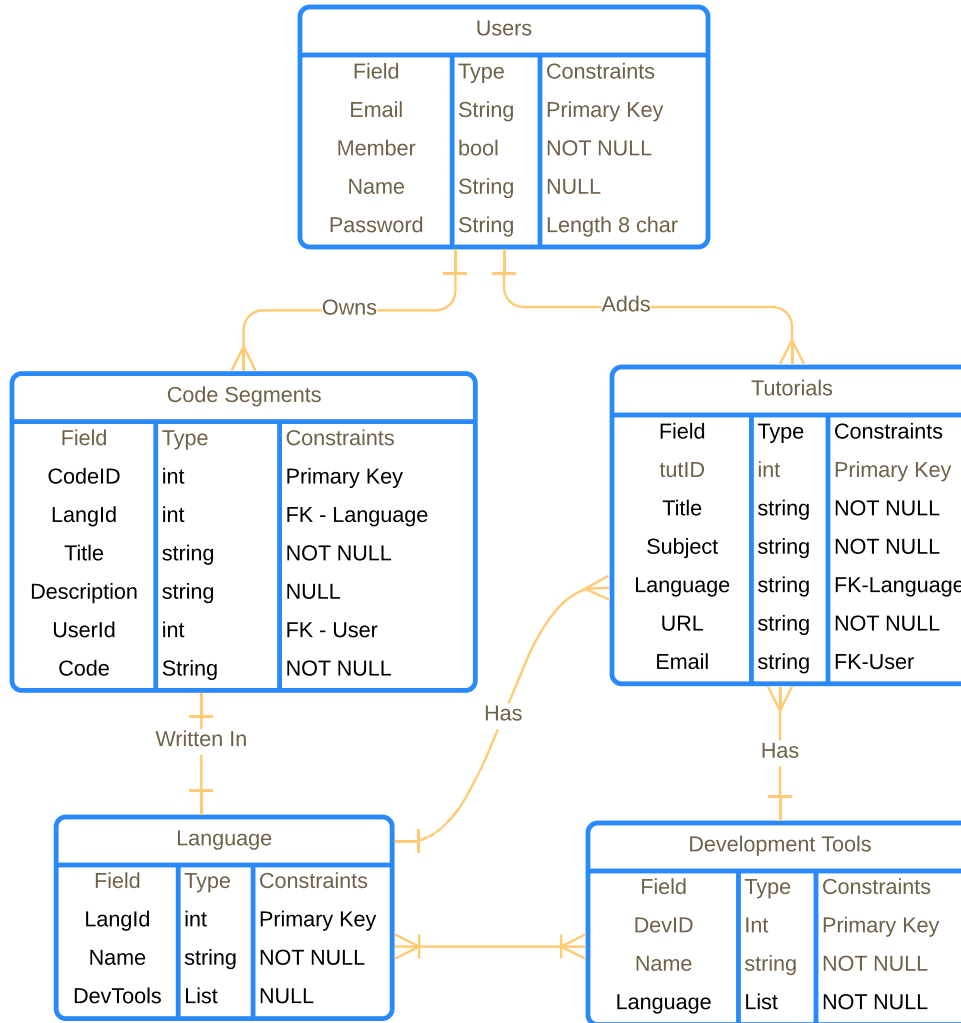 Users
Field Type Constraints
Email String Primary Key
Member bool NOT NULL
Name String NULL
Password String Length 8 char
Owns
Adds
Code Segments
Field Type Constraints
CodeID int Primary Key
LangId int FK - Language
Title string NOT NULL
Description string NULL
UserId int FK - User
Code String NOT NULL
Tutorials
Field Type Constraints
tutID int Primary Key
Title string NOT NULL
Subject string NOT NULL
Language string FK-Language
URL string NOT NULL
Email string FK-User
Written In
Has
Has
Language
Field Type Constraints
LangId int Primary Key
Name string NOT NULL
DevTools List NULL
Development Tools
Field Type Constraints
DevID Int Primary Key
Name string NOT NULL
Language List NOT NULL